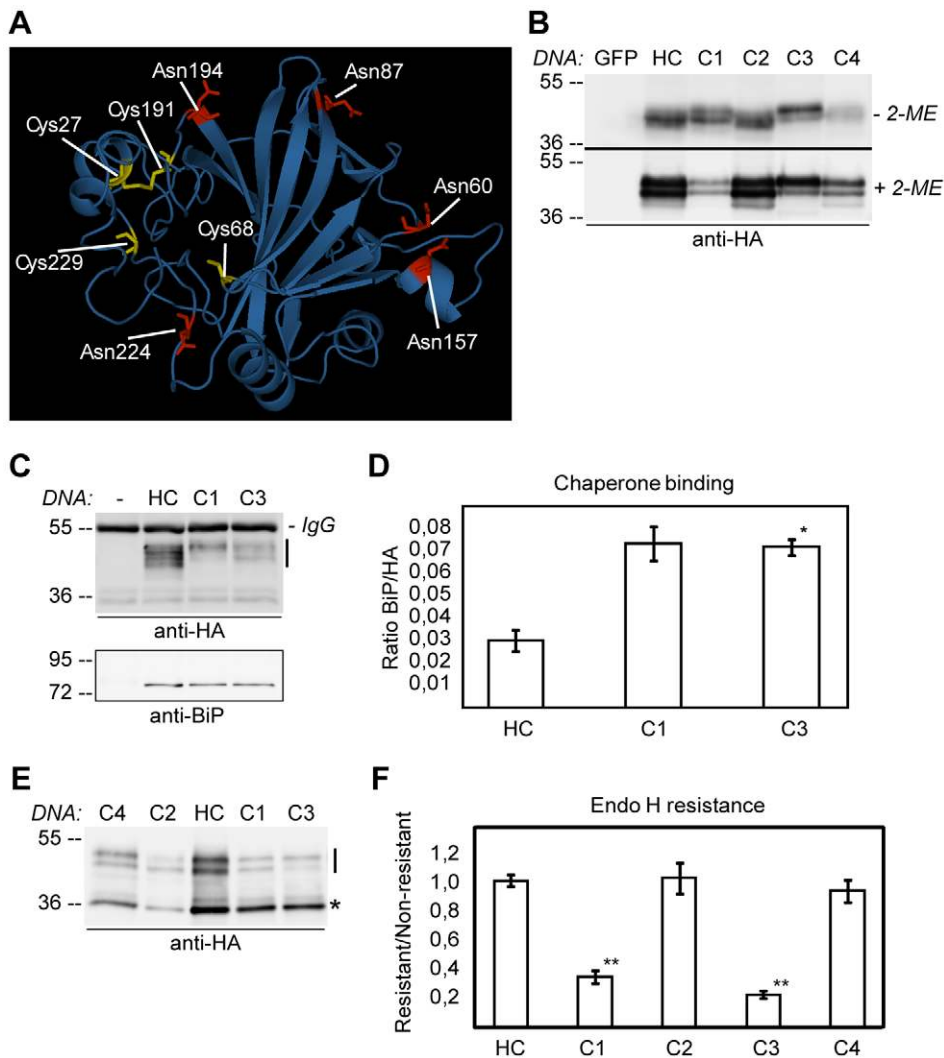 A
Asn194
Asn87
Cys191
Cys27
Asn60
Cys68
Cys229
Asn157
Asn224
B
DNA: GFP HC C1 C2 C3 C4
55 --
- 2-ME
36 --
55 --
+ 2-ME
36 --
anti-HA
C
DNA: - HC C1 C3
55 --
- IgG
36 --
anti-HA
95 --
72 --
anti-BiP
D
Chaperone binding
Ratio BiP/HA
0,08
0,07
0,06
0,05
0,04
0,03
0,02
0,01
*
HC C1 C3
E
DNA: C4 C2 HC C1 C3
55 --
36 --
*
anti-HA
F
Endo H resistance
Resistant/Non-resistant
1,2
1,0
0,8
0,6
0,4
0,2
**
**
HC C1 C2 C3 C4